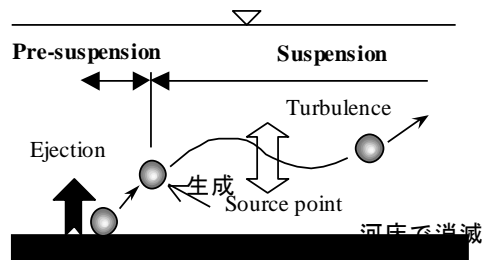 Pre-suspension
Suspension
Turbulence
Ejection
生成
Source point
河床で消滅